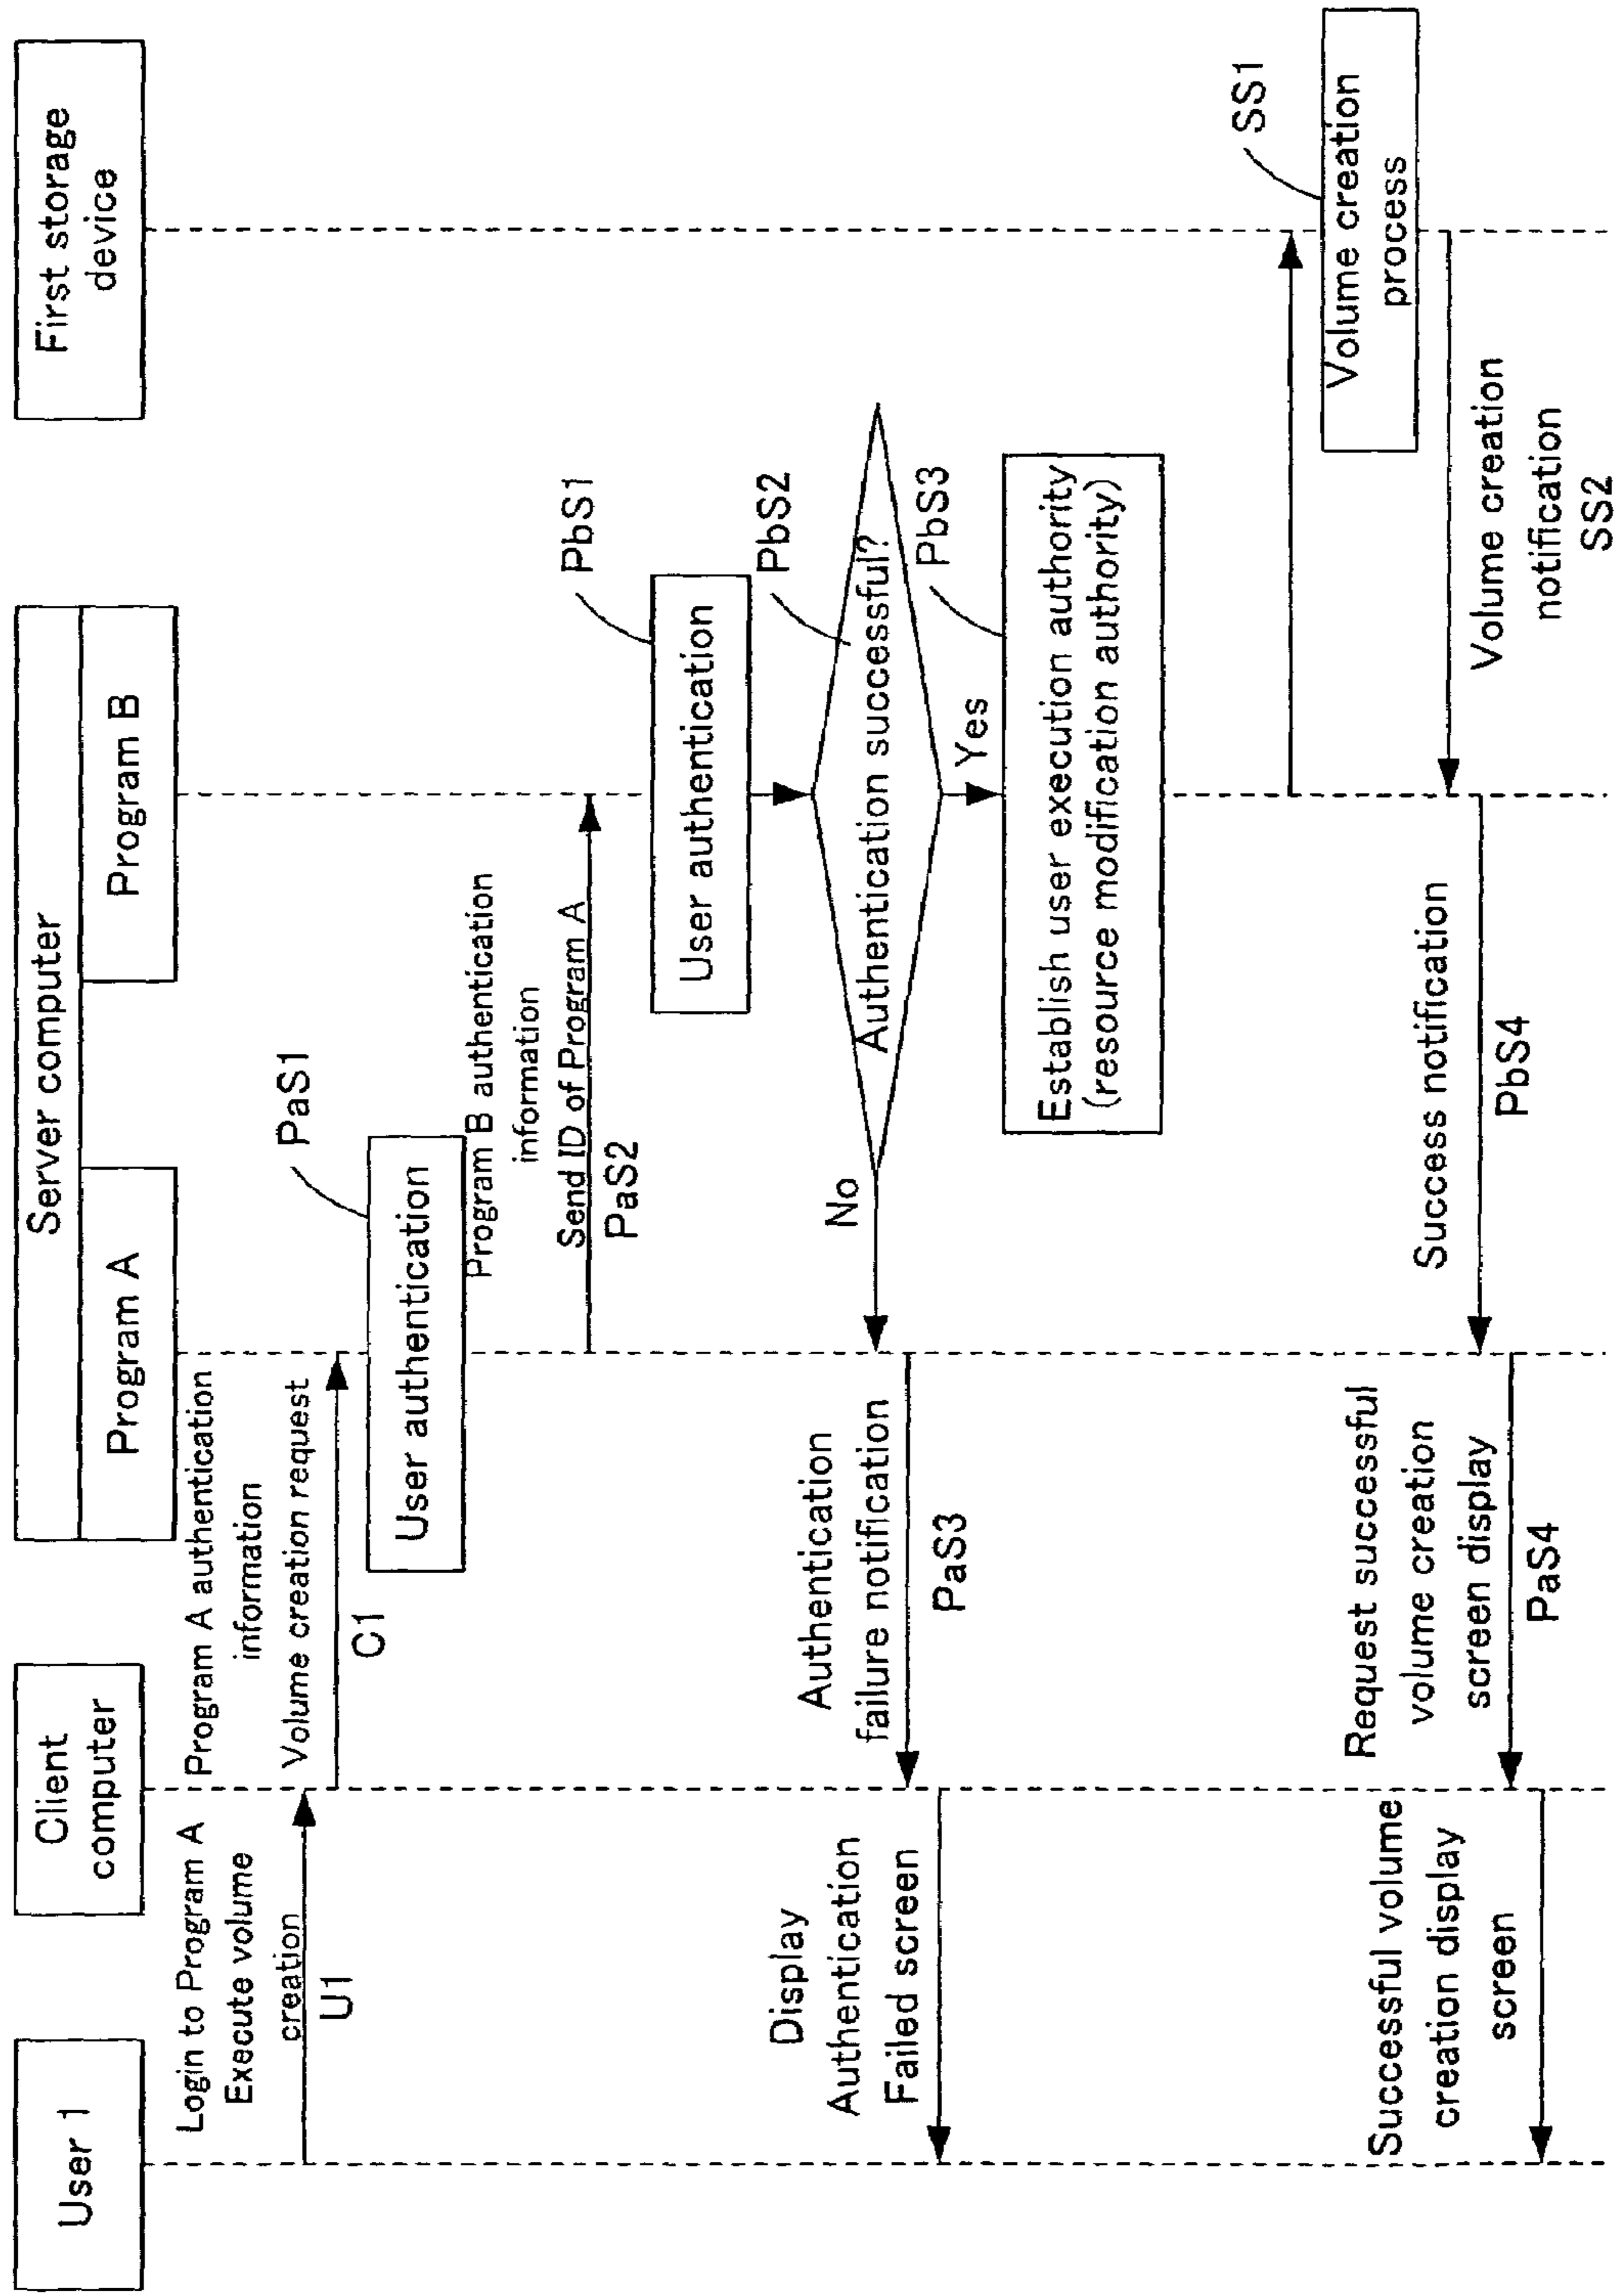 User 1
Client
computer
Server computer
Program A
Program B
First storage
device
Login to Program A
Execute volume
creation
U1
Program A authentication
information
Volume creation request
C1
PaS1
User authentication
Program B authentication
information
Send ID of Program A
PaS2
PbS1
User authentication
PbS2
Authentication successful?
No
Yes
PbS3
Establish user execution authority
(resource modification authority)
Authentication
failure notification
PaS3
Display
Authentication
Failed screen
SS1
Volume creation
process
Volume creation
notification
SS2
Success notification
PbS4
Request successful
volume creation
screen display
PaS4
Successful volume
creation display
screen